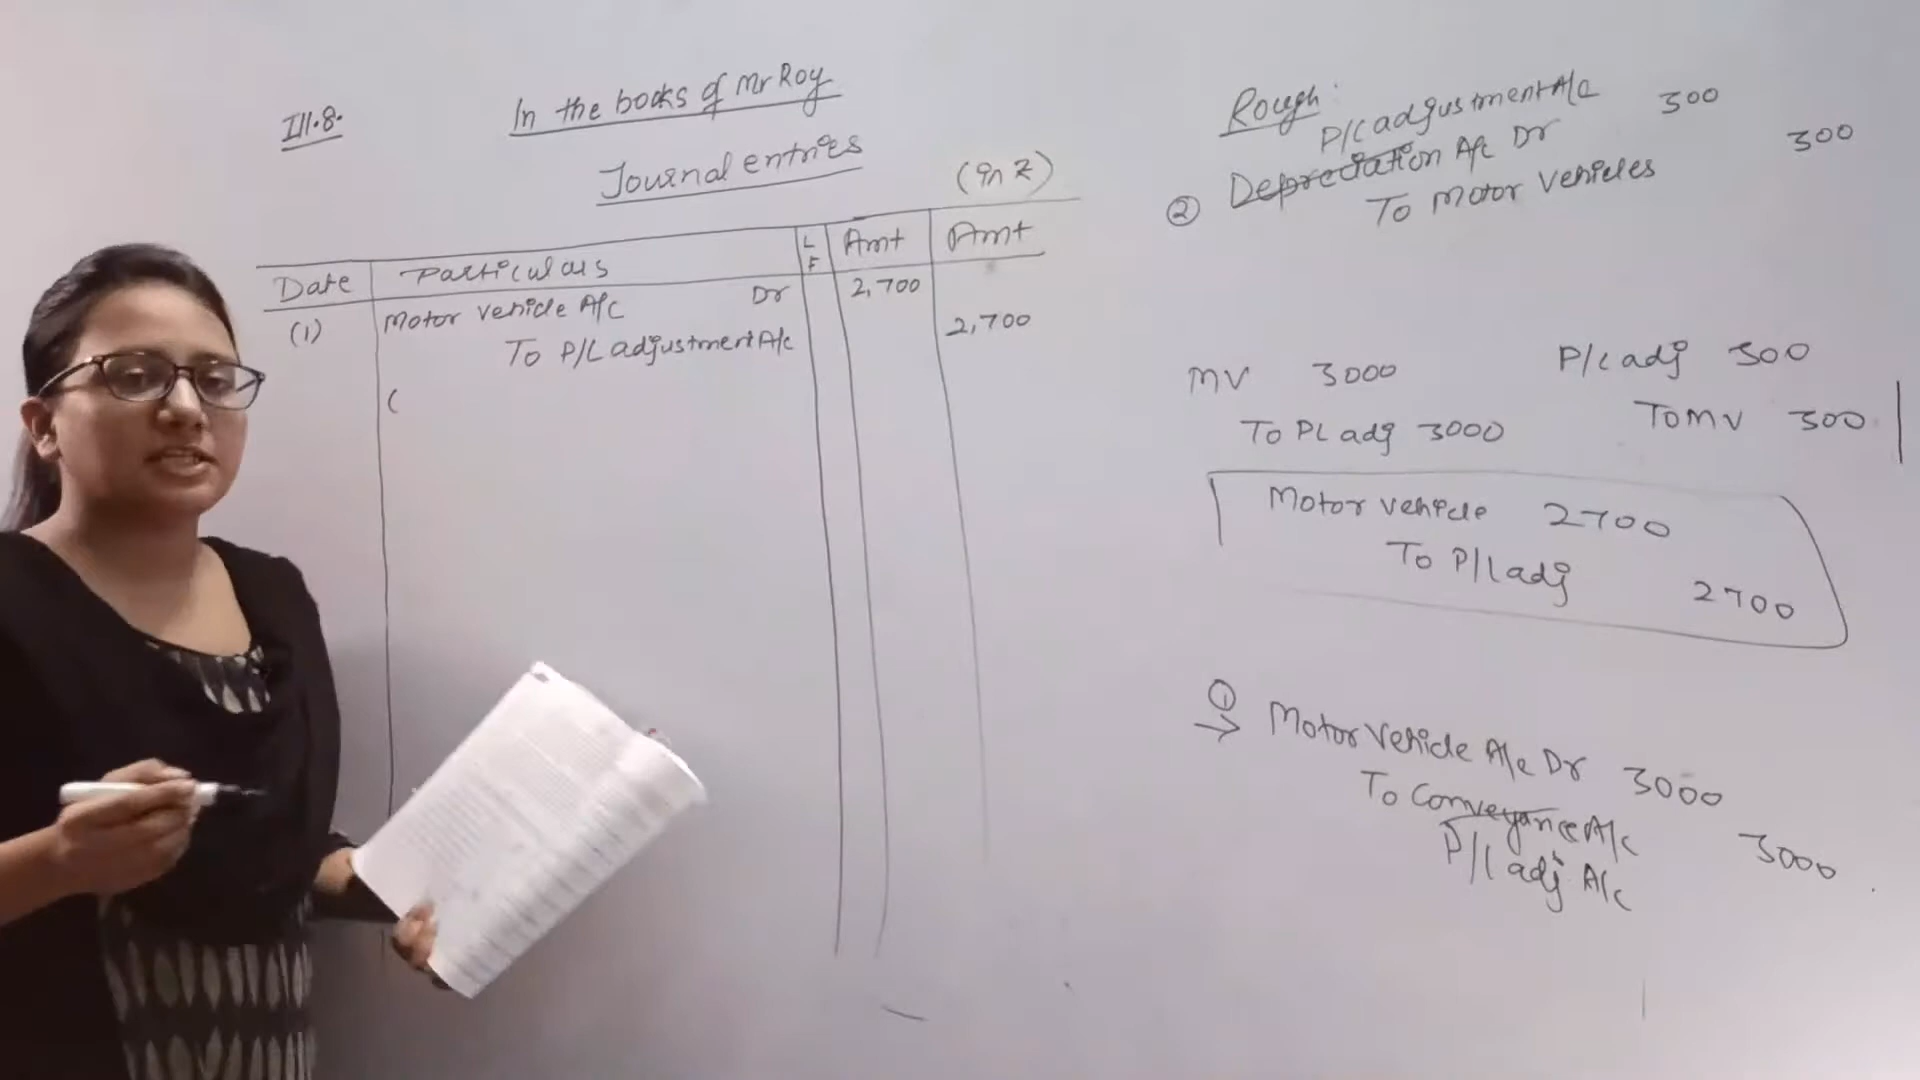 Ill.8.
In the books of Mr Roy
Journal entries
(in ₹)
Date Particulars LF Amt Amt
(1) Motor vehicle A/c Dr 2,700
To P/L adjustment A/c 2,700
(
Rough:
P/L adjustment A/c 300
② Depreciation A/c Dr 300
To Motor Vehicles
MV 3000
To PL adj 3000
P/L adj 300
To MV 300
Motor vehicle 2700
To P/L adj 2700
① → Motor Vehicle A/c Dr 3000
To Conveyance A/c 3000
P/L adj A/c